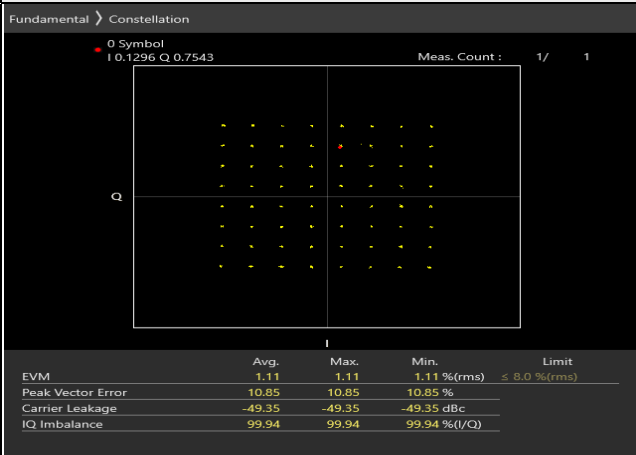 Fundamental 〉 Constellation
0 Symbol
I 0.1296 Q 0.7543 Meas. Count : 1/ 1
Q
I
Avg. Max. Min. Limit
EVM 1.11 1.11 1.11 %(rms) ≤ 8.0 %(rms)
Peak Vector Error 10.85 10.85 10.85 %
Carrier Leakage -49.35 -49.35 -49.35 dBc
IQ Imbalance 99.94 99.94 99.94 %(I/Q)